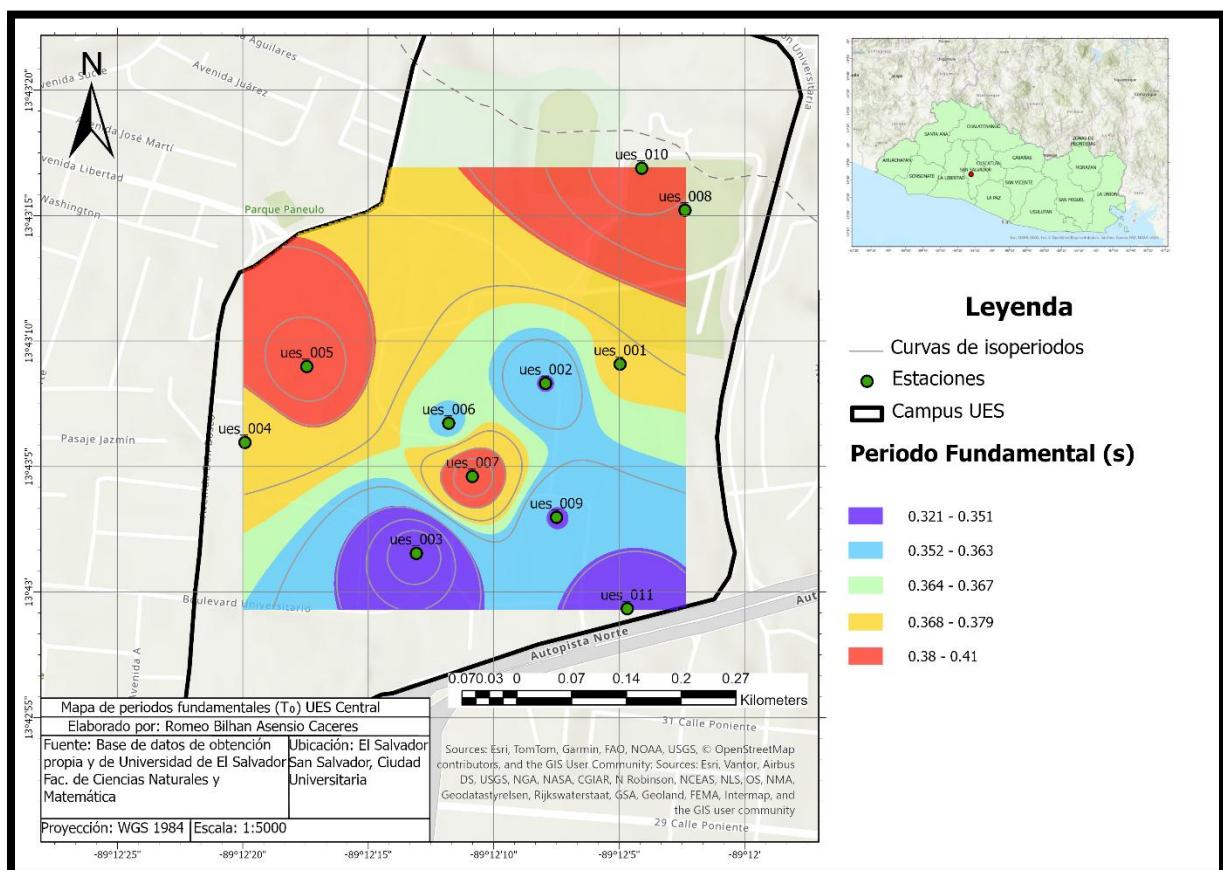 Avenida Aguilares
Avenida Sucre
Avenida Juárez
Avenida José Martí
Avenida Libertad
Washington
Parque Paneulo
Pasaje Jazmín
N
13°43'20"
13°43'15"
13°43'10"
13°43'5"
13°43'
13°42'55"
ues_010
ues_008
ues_005
ues_002
ues_001
ues_006
ues_004
ues_007
ues_009
ues_003
ues_011
Boulevard Universitario
Avenida A
Autopista Norte
31 Calle Poniente
29 Calle Poniente
0.070.03 0 0.07 0.14 0.2 0.27
Kilometers
Mapa de periodos fundamentales (T₀) UES Central
Elaborado por: Romeo Bilhan Asensio Caceres
Fuente: Base de datos de obtención
propia y de Universidad de El Salvador
Fac. de Ciencias Naturales y
Matemática
Ubicación: El Salvador
San Salvador, Ciudad
Universitaria
Proyección: WGS 1984
Escala: 1:5000
Sources: Esri, TomTom, Garmin, FAO, NOAA, USGS, © OpenStreetMap
contributors, and the GIS User Community; Sources: Esri, Vantor, Airbus
DS, USGS, NGA, NASA, CGIAR, N Robinson, NCEAS, NLS, OS, NMA,
Geodatastyrelsen, Rijkswaterstaat, GSA, Geoland, FEMA, Intermap, and
the GIS user community
-89°12'25"
-89°12'20"
-89°12'15"
-89°12'10"
-89°12'5"
-89°12'
SANTA ANA
CHALATENANGO
AHUACHAPAN
SONSONATE
LA LIBERTAD
SAN SALVADOR
CUSCATLAN
CABAÑAS
LA PAZ
SAN VICENTE
USULUTAN
SAN MIGUEL
MORAZAN
LA UNION
Leyenda
Curvas de isoperiodos
Estaciones
Campus UES
Periodo Fundamental (s)
0.321 - 0.351
0.352 - 0.363
0.364 - 0.367
0.368 - 0.379
0.38 - 0.41